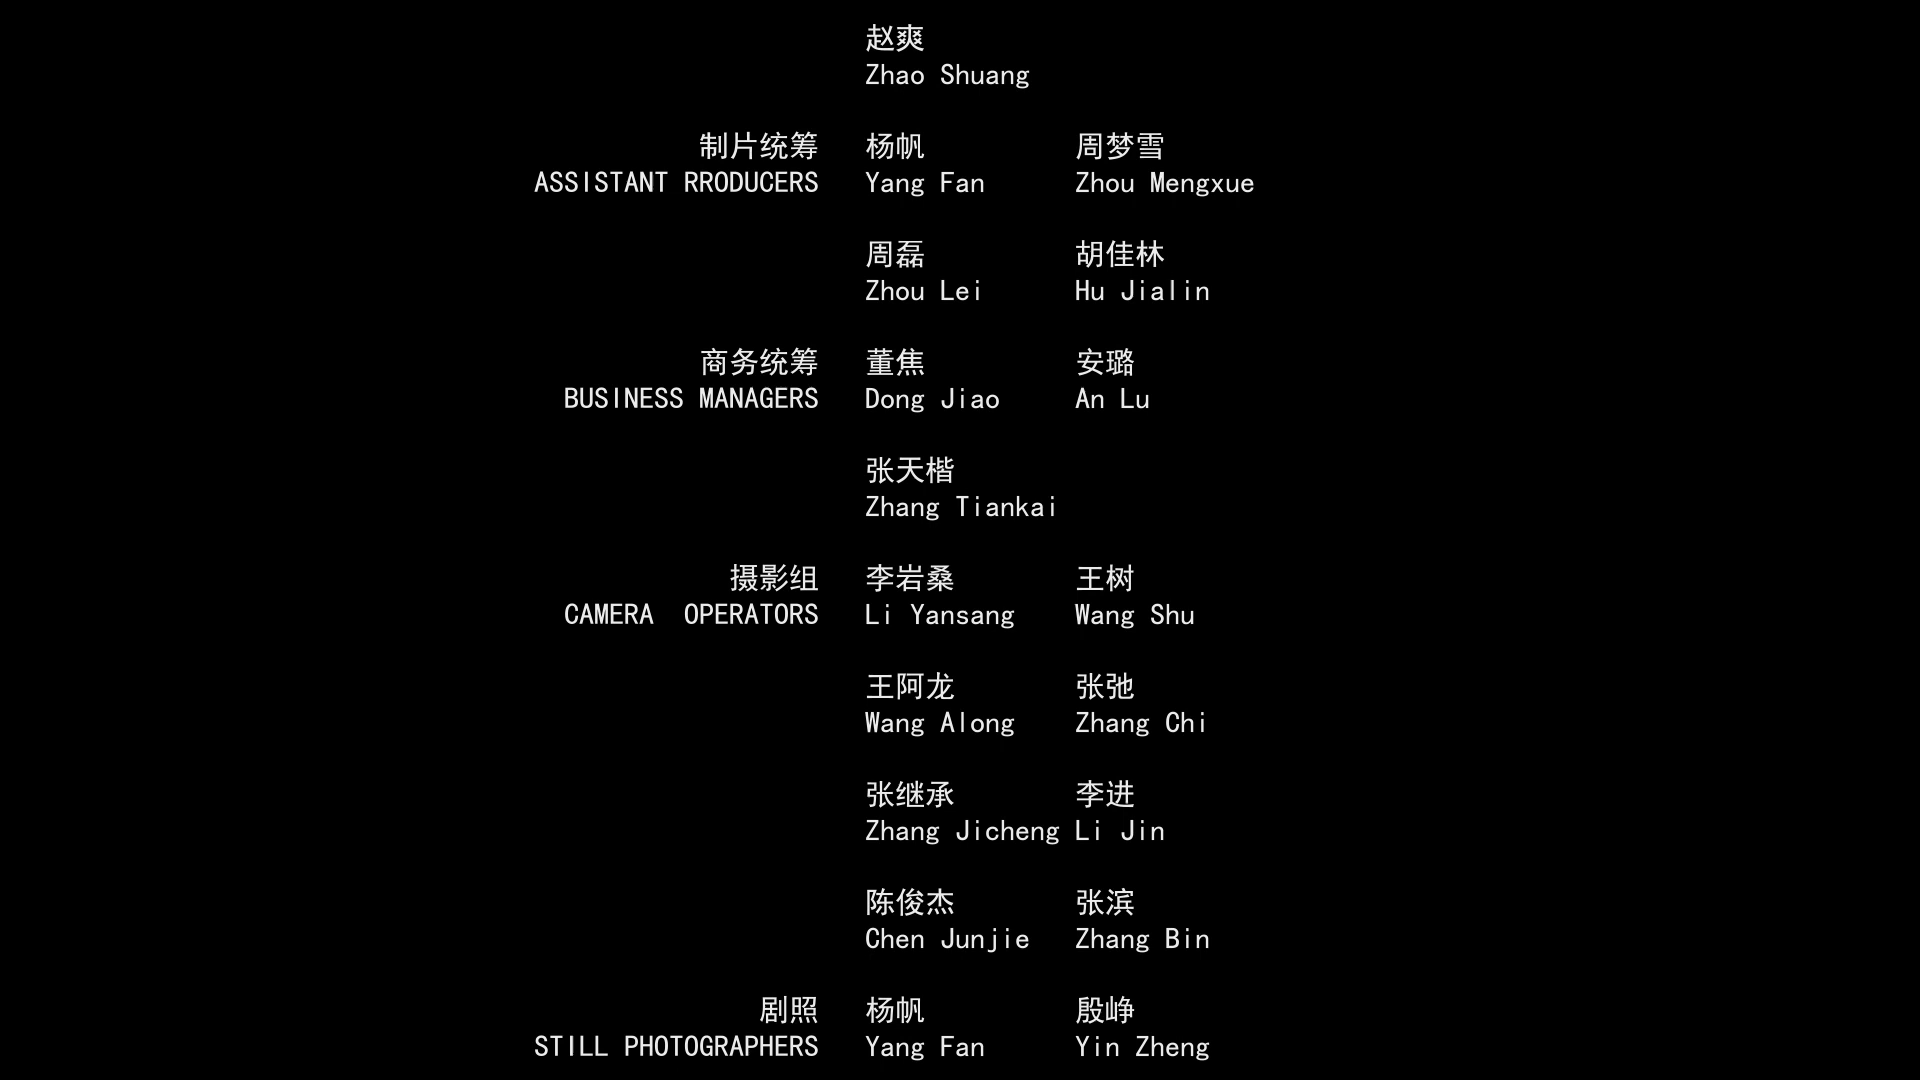 赵爽
Zhao Shuang
制片统筹 杨帆 周梦雪
ASSISTANT RRODUCERS Yang Fan Zhou Mengxue
周磊 胡佳林
Zhou Lei Hu Jialin
商务统筹 董焦 安璐
BUSINESS MANAGERS Dong Jiao An Lu
张天楷
Zhang Tiankai
摄影组 李岩桑 王树
CAMERA OPERATORS Li Yansang Wang Shu
王阿龙 张弛
Wang Along Zhang Chi
张继承 李进
Zhang Jicheng Li Jin
陈俊杰 张滨
Chen Junjie Zhang Bin
剧照 杨帆 殷峥
STILL PHOTOGRAPHERS Yang Fan Yin Zheng